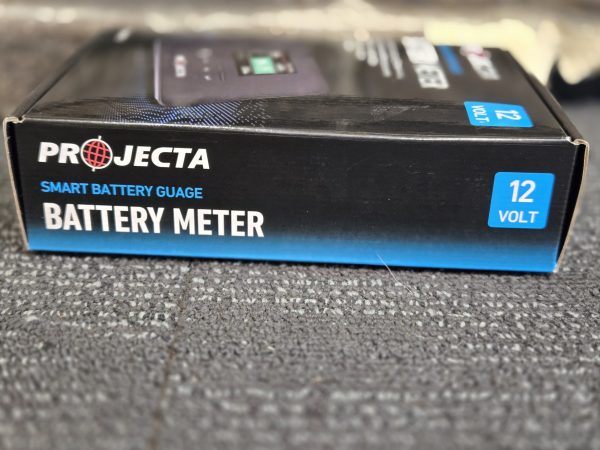 12
VOLT
PROJECTA
SMART BATTERY GUAGE
BATTERY METER
12
VOLT